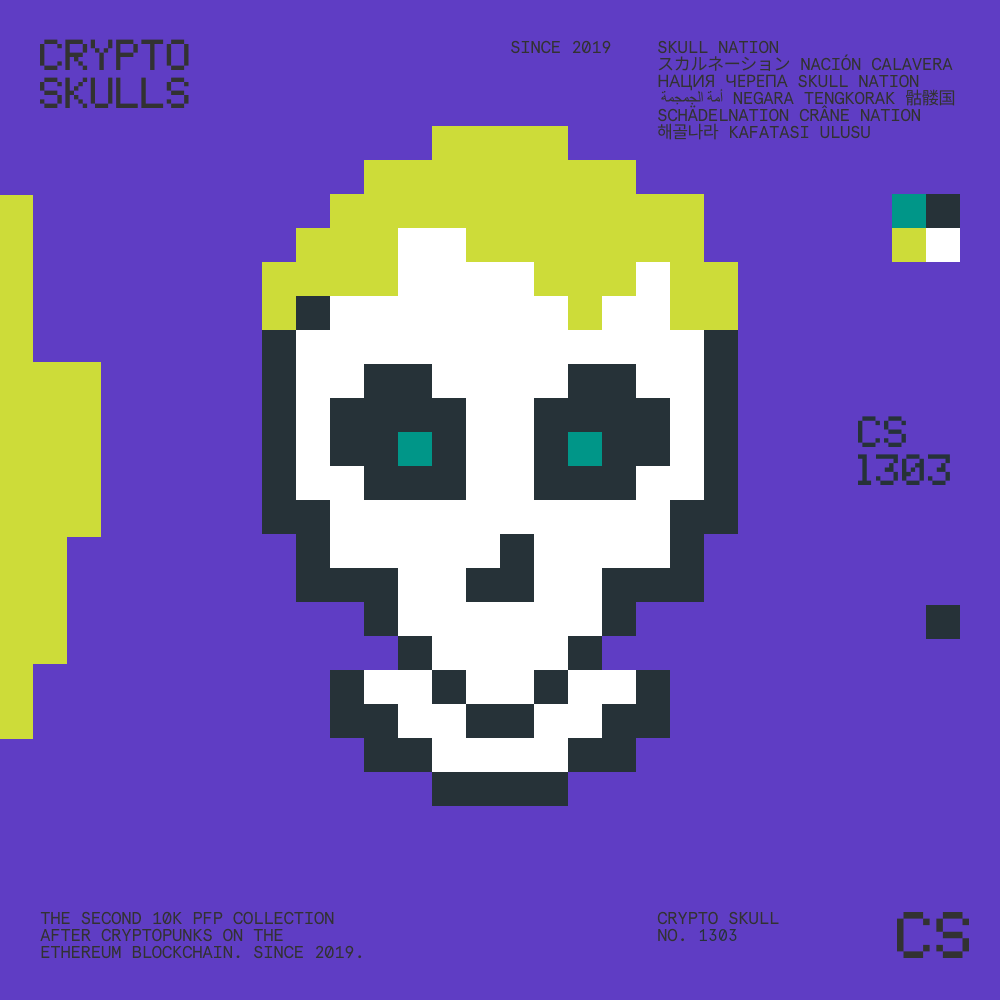 CRYPTO
SKULLS
SINCE 2019
SKULL NATION
スカルネーション NACIÓN CALAVERA
НАЦИЯ ЧЕРЕПА SKULL NATION
أمة الجمجمة NEGARA TENGKORAK 骷髅国
SCHÄDELNATION CRÂNE NATION
해골나라 KAFATASI ULUSU
CS
1303
THE SECOND 10K PFP COLLECTION
AFTER CRYPTOPUNKS ON THE
ETHEREUM BLOCKCHAIN. SINCE 2019.
CRYPTO SKULL
NO. 1303
CS